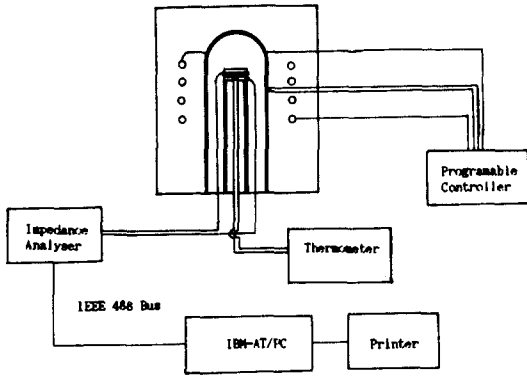 Programable
Controller
Impedance
Analyser
Thermometer
IEEE 488 Bus
IBM-AT/PC
Printer